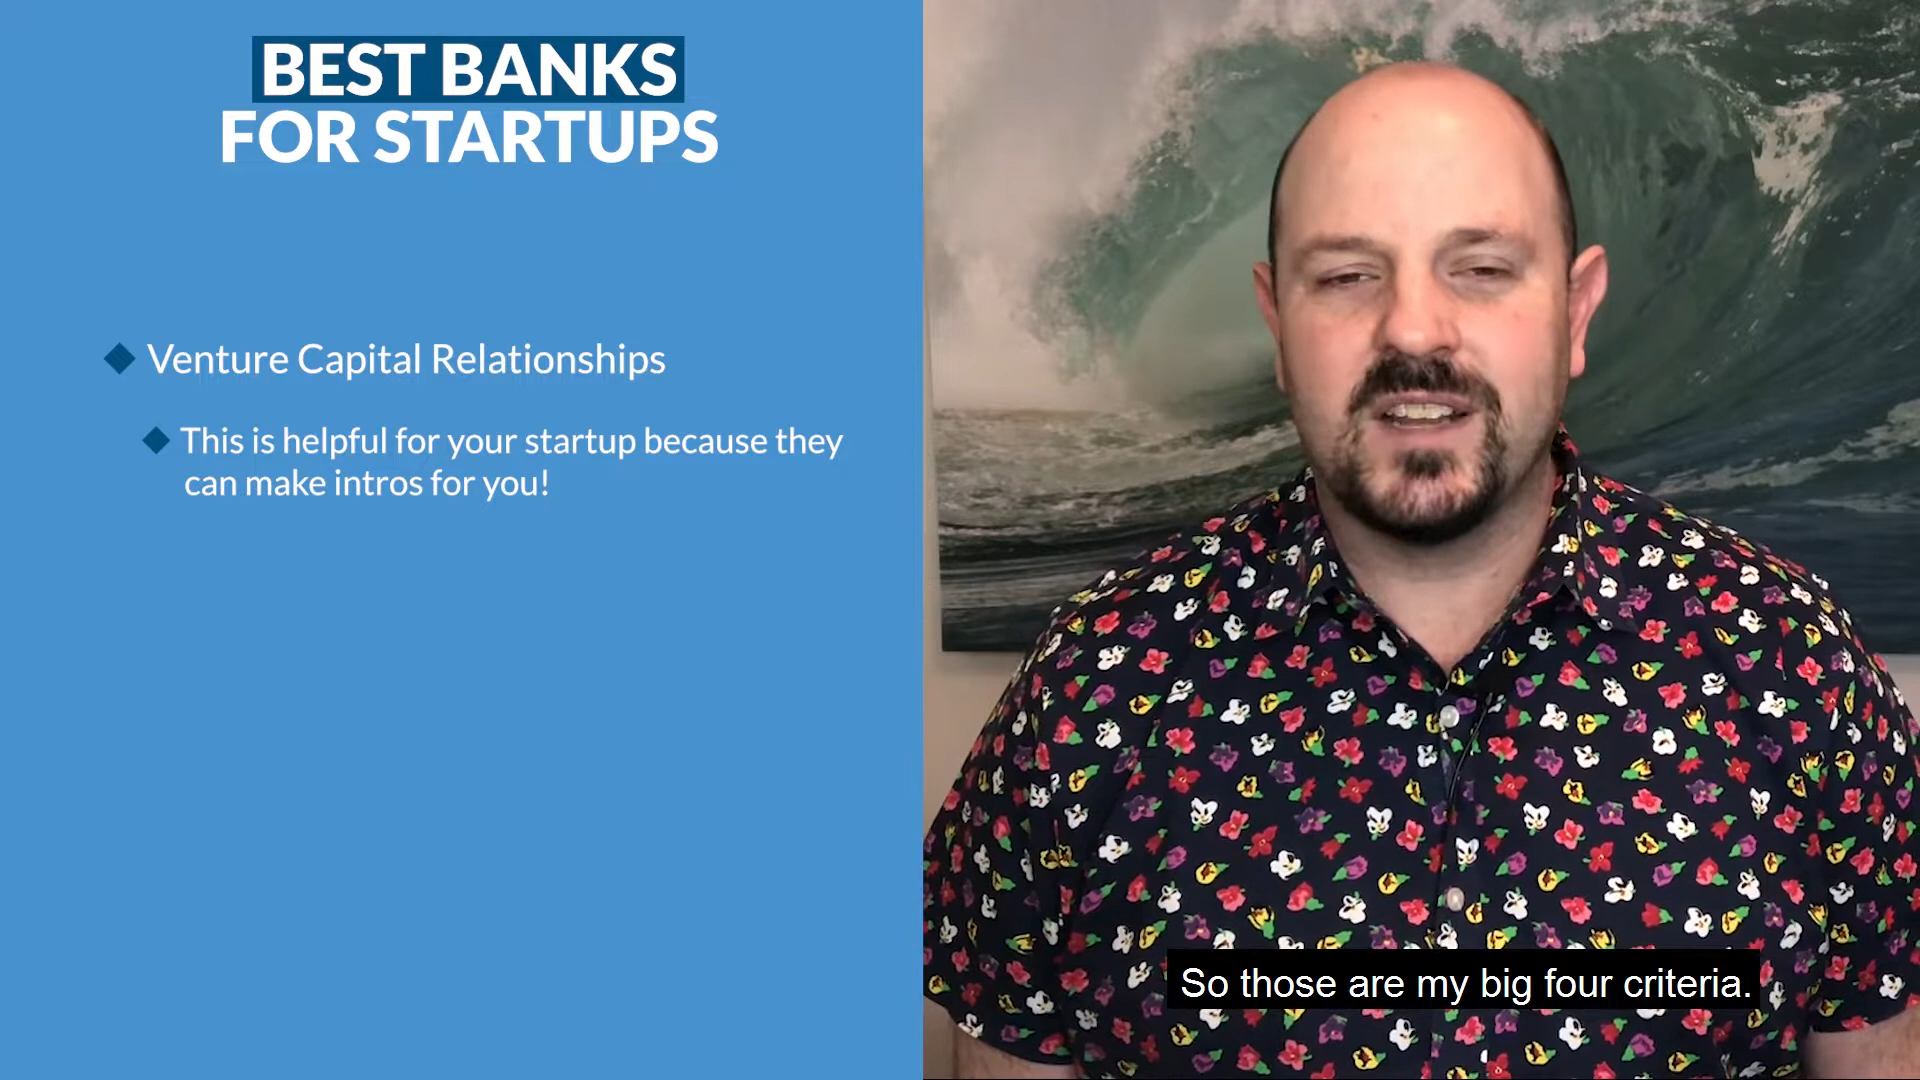 BEST BANKS
FOR STARTUPS
Venture Capital Relationships
This is helpful for your startup because they
can make intros for you!
So those are my big four criteria.